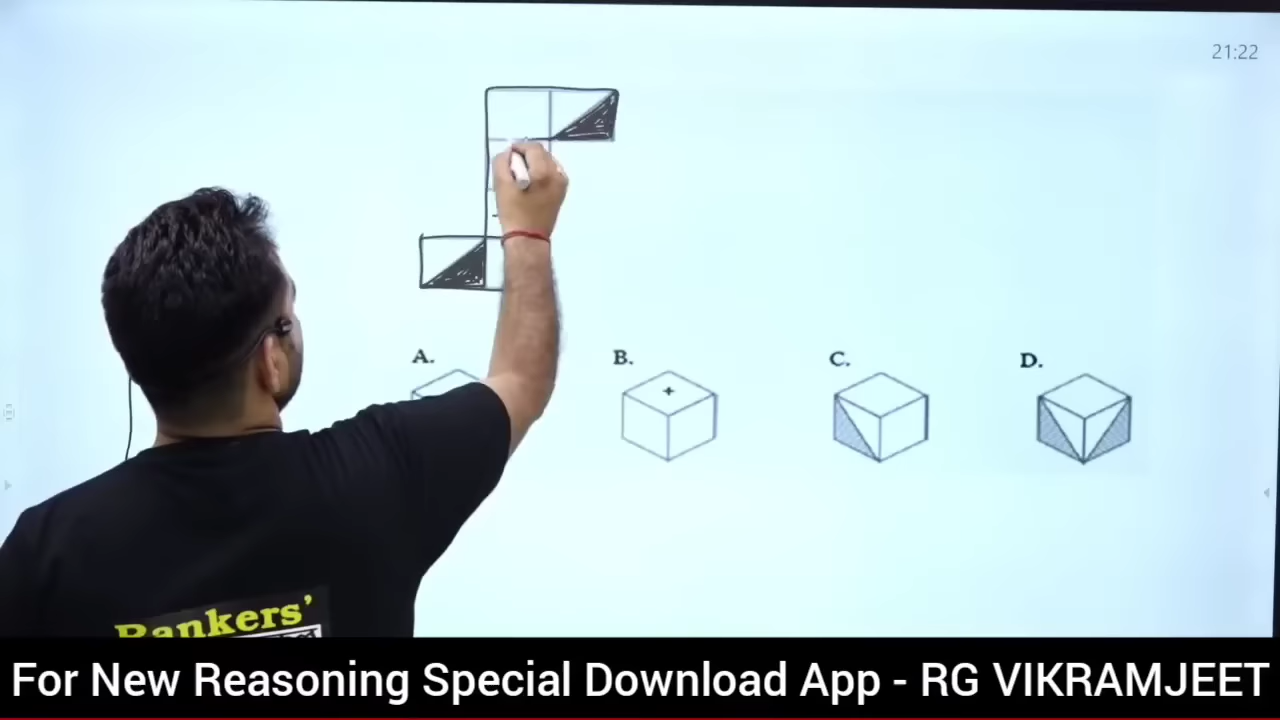 21:22
A.
B.
C.
D.
+
Bankers'
For New Reasoning Special Download App - RG VIKRAMJEET